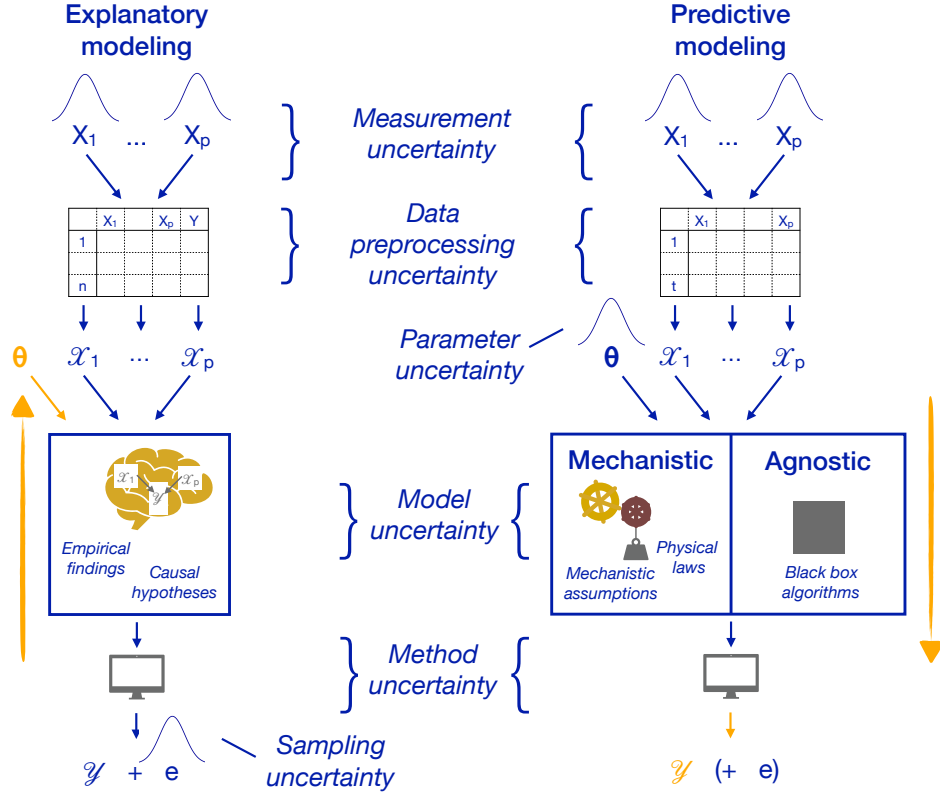 Explanatory modeling
Predictive modeling
X₁ ... Xₚ
Measurement uncertainty
X₁ ... Xₚ
X₁ Xₚ Y
1
n
Data preprocessing uncertainty
X₁ Xₚ
1
t
θ 𝒳₁ ... 𝒳ₚ
Parameter uncertainty
θ 𝒳₁ ... 𝒳ₚ
𝒳₁ 𝒳ₚ
𝒴
Empirical findings
Causal hypotheses
Model uncertainty
Mechanistic
Mechanistic assumptions
Physical laws
Agnostic
Black box algorithms
Method uncertainty
𝒴 + e
Sampling uncertainty
𝒴 (+ e)